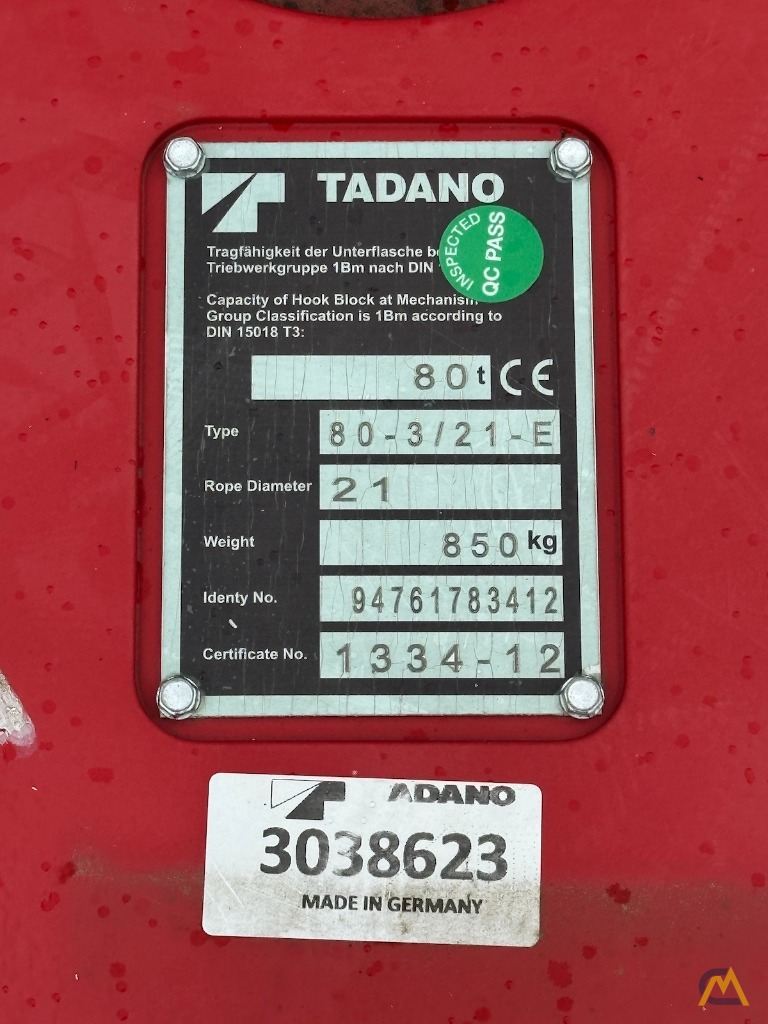 TADANO
Tragfähigkeit der Unterflasche
Triebwerkgruppe 1Bm nach DIN
INSPECTED
QC PASS
Capacity of Hook Block at Mechanism
Group Classification is 1Bm according to
DIN 15018 T3:
80 t CE
Type 80-3/21-E
Rope Diameter 21
Weight 850 kg
Identy No. 94761783412
Certificate No. 1334-12
TADANO
3038623
MADE IN GERMANY